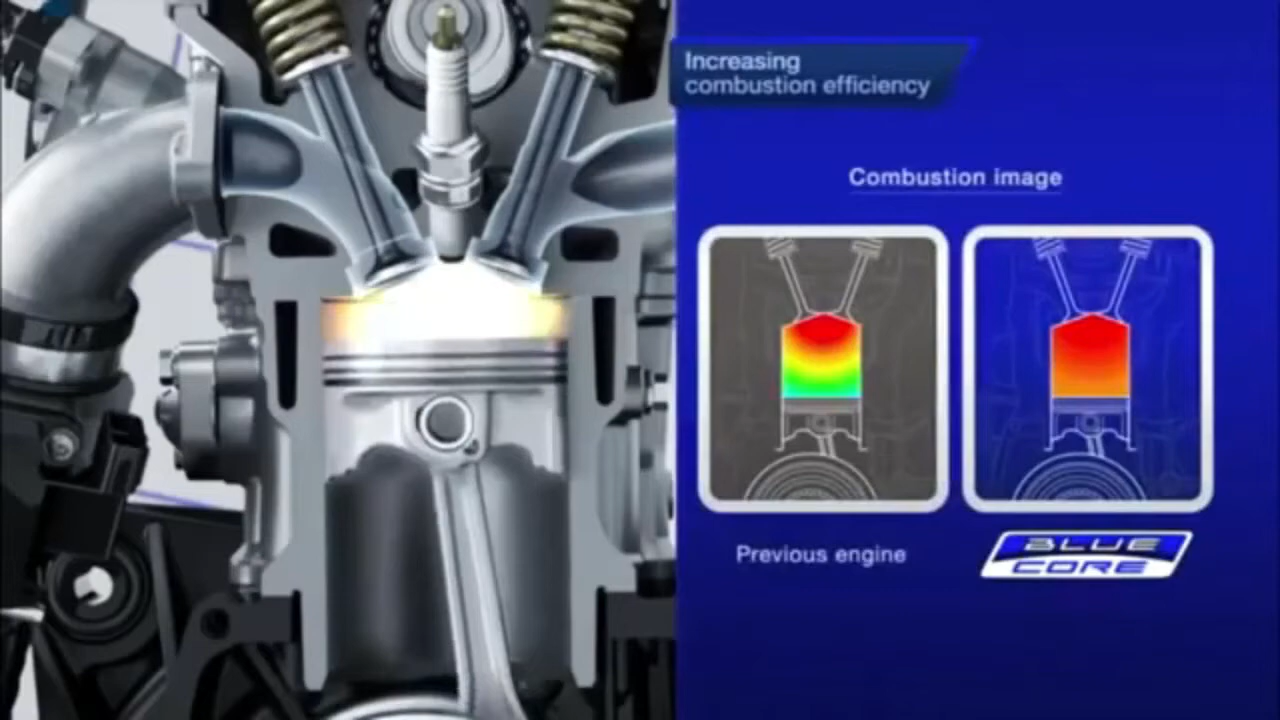 Increasing
combustion efficiency
Combustion image
Previous engine
BLUE
CORE